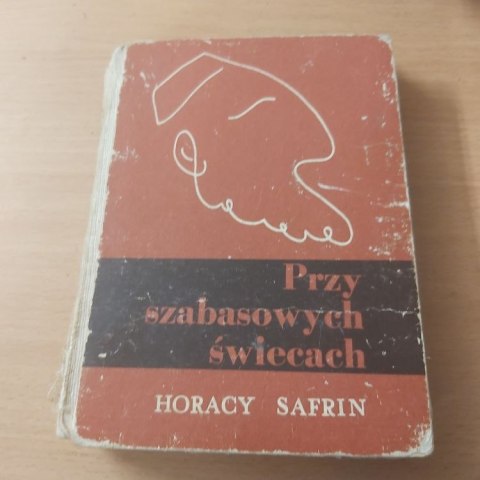 Przy
szabasowych
świecach
HORACY SAFRIN